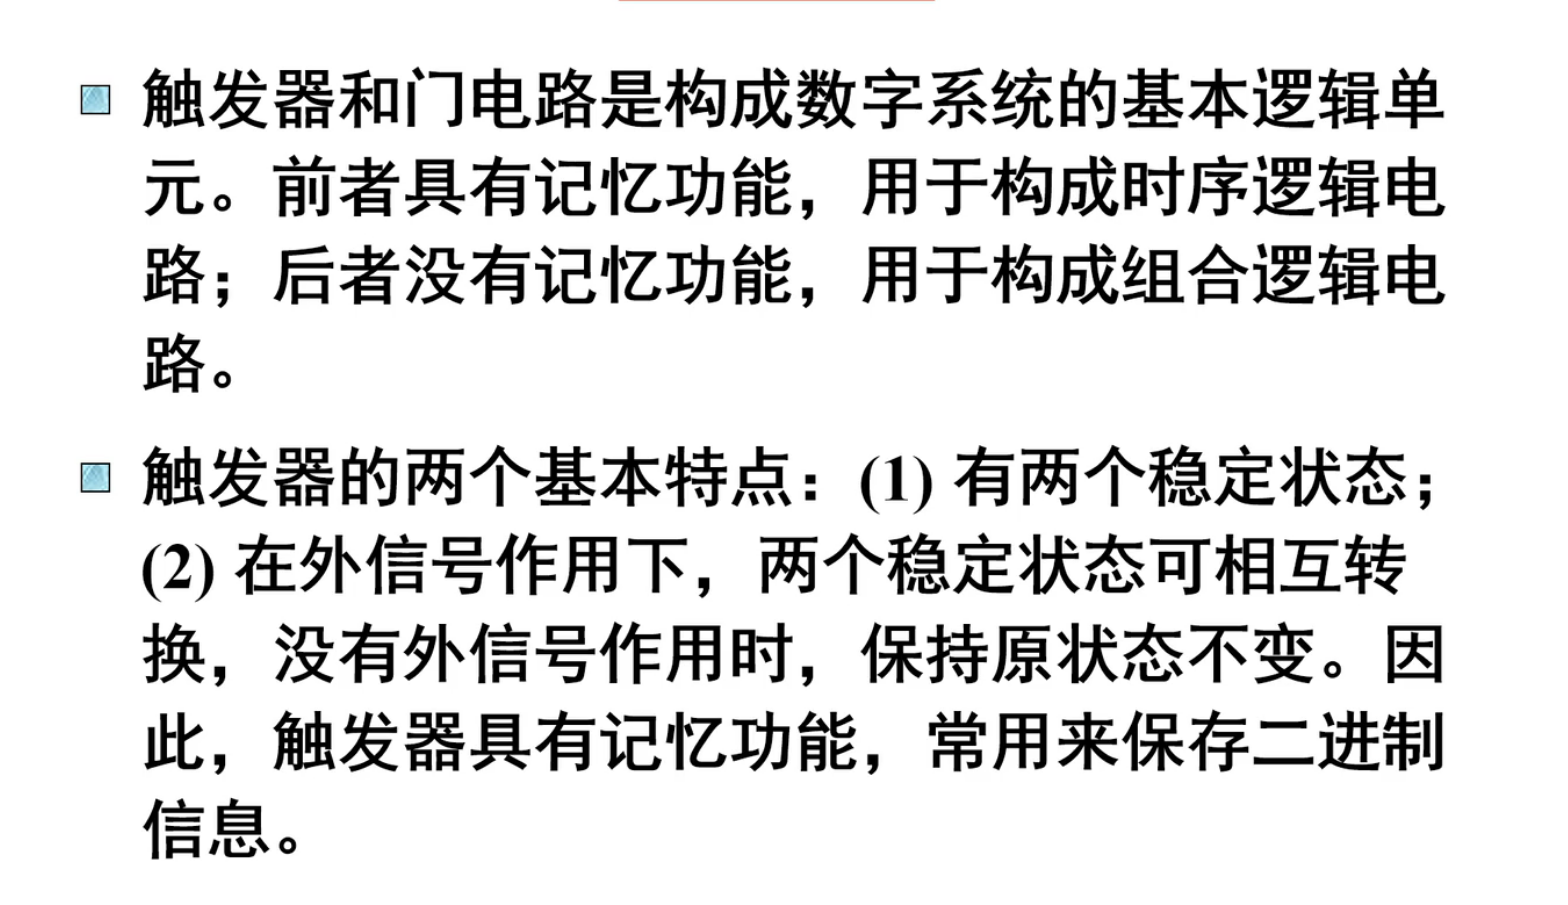 触发器和门电路是构成数字系统的基本逻辑单
元。前者具有记忆功能，用于构成时序逻辑电
路；后者没有记忆功能，用于构成组合逻辑电
路。
触发器的两个基本特点：(1) 有两个稳定状态；
(2) 在外信号作用下，两个稳定状态可相互转
换，没有外信号作用时，保持原状态不变。因
此，触发器具有记忆功能，常用来保存二进制
信息。